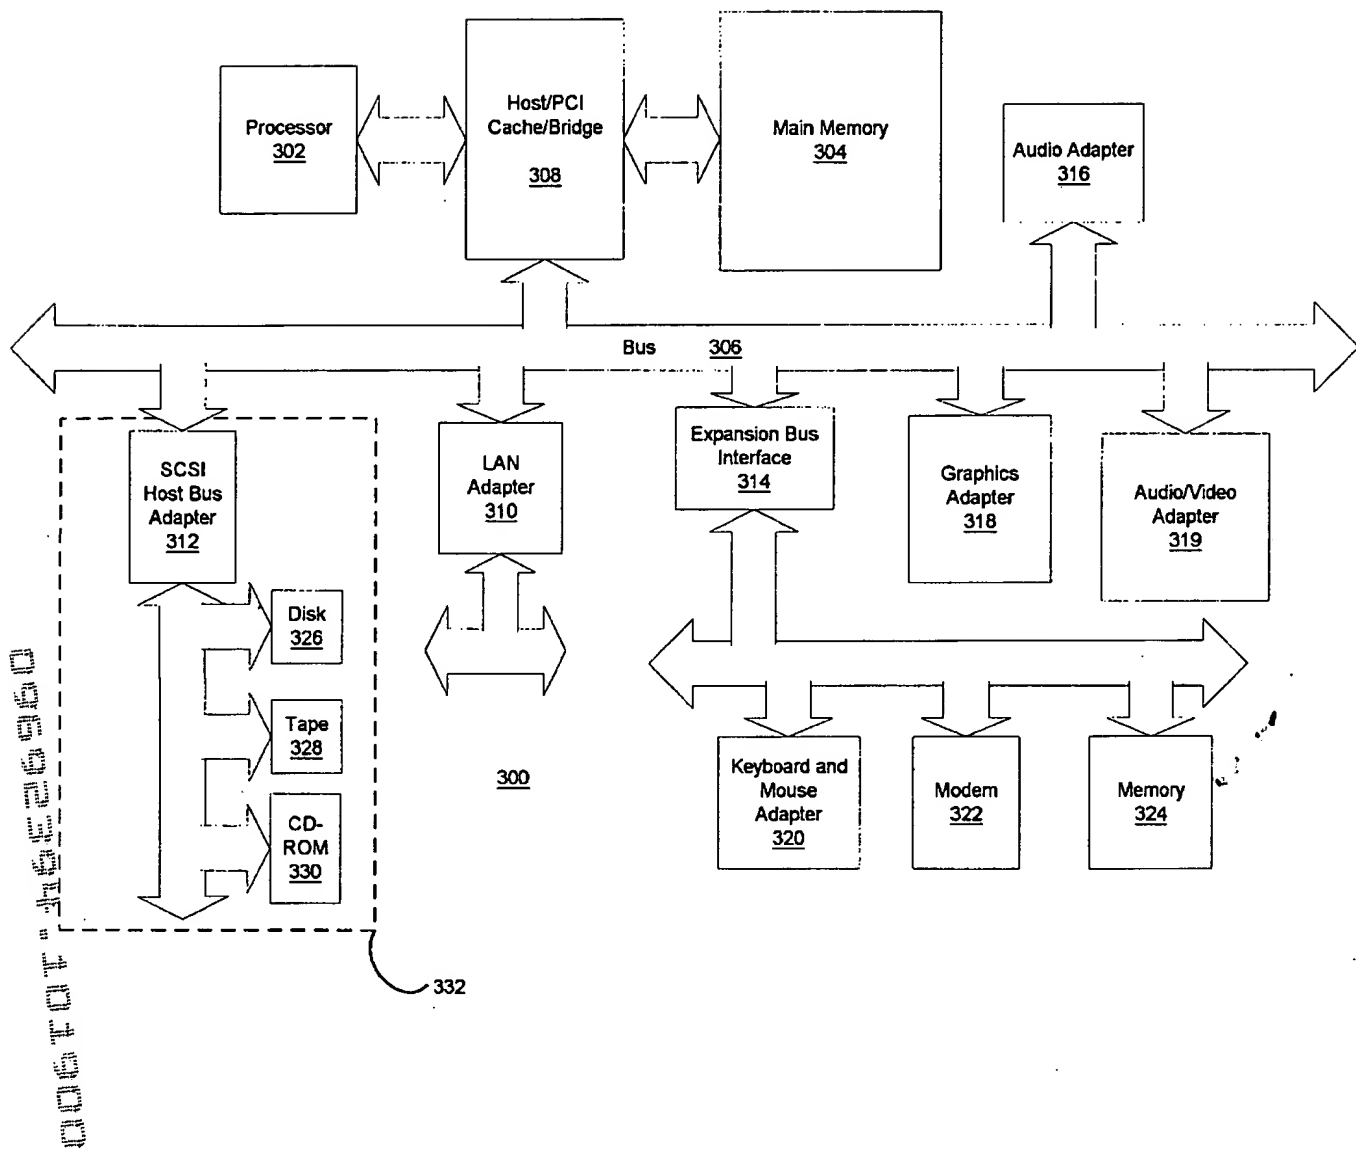 Processor
302
Host/PCI
Cache/Bridge
308
Main Memory
304
Audio Adapter
316
Bus 306
SCSI
Host Bus
Adapter
312
LAN
Adapter
310
Expansion Bus
Interface
314
Graphics
Adapter
318
Audio/Video
Adapter
319
Disk
326
Tape
328
CD-
ROM
330
300
Keyboard and
Mouse
Adapter
320
Modem
322
Memory
324
332